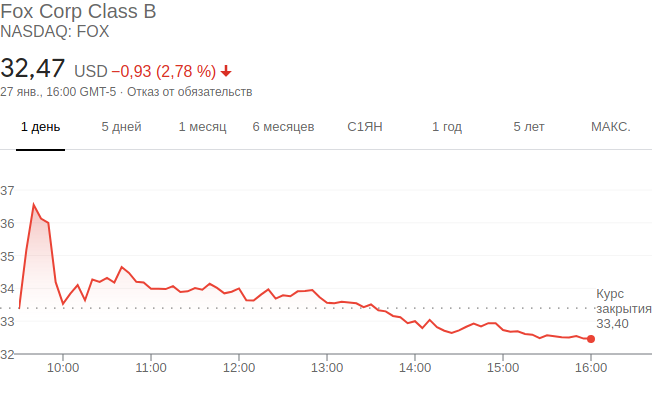 Fox Corp Class B
NASDAQ: FOX
32,47 USD −0,93 (2,78 %)
27 янв., 16:00 GMT-5 · Отказ от обязательств
1 день 5 дней 1 месяц 6 месяцев С1ЯН 1 год 5 лет МАКС.
37
36
35
34
33
32
Курс
закрытия
33,40
10:00 11:00 12:00 13:00 14:00 15:00 16:00